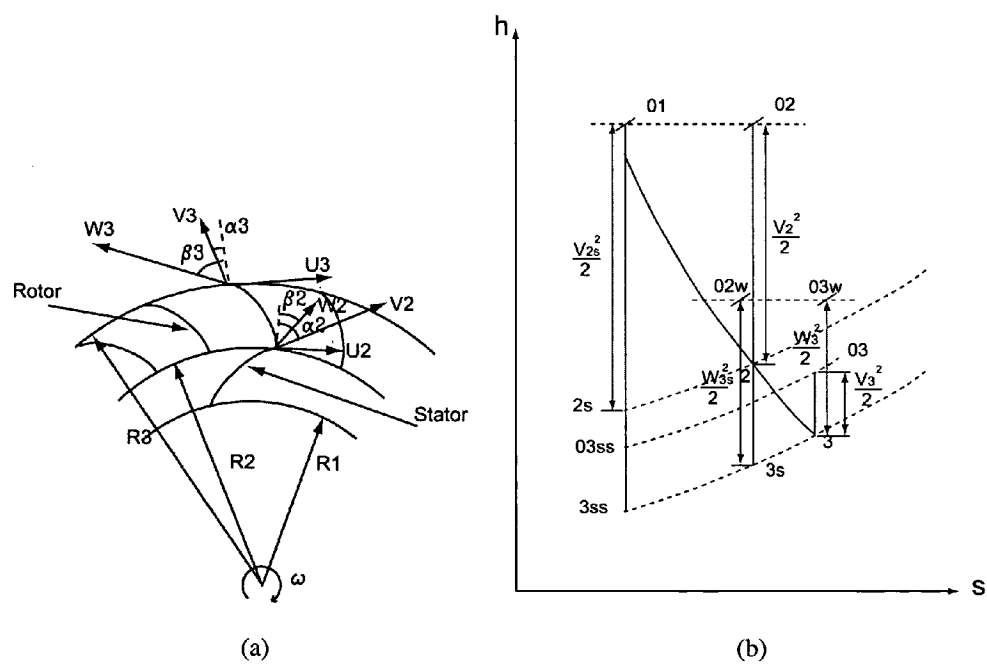 V3
α3
W3
β3
U3
Rotor
β2
W2
V2
α2
U2
Stator
R3
R2
R1
ω
(a)
h
01
02
V2s²
2
V2²
2
02w
03w
W3²
2
03
W3s²
2
2
V3²
2
2s
03ss
3
3s
3ss
s
(b)